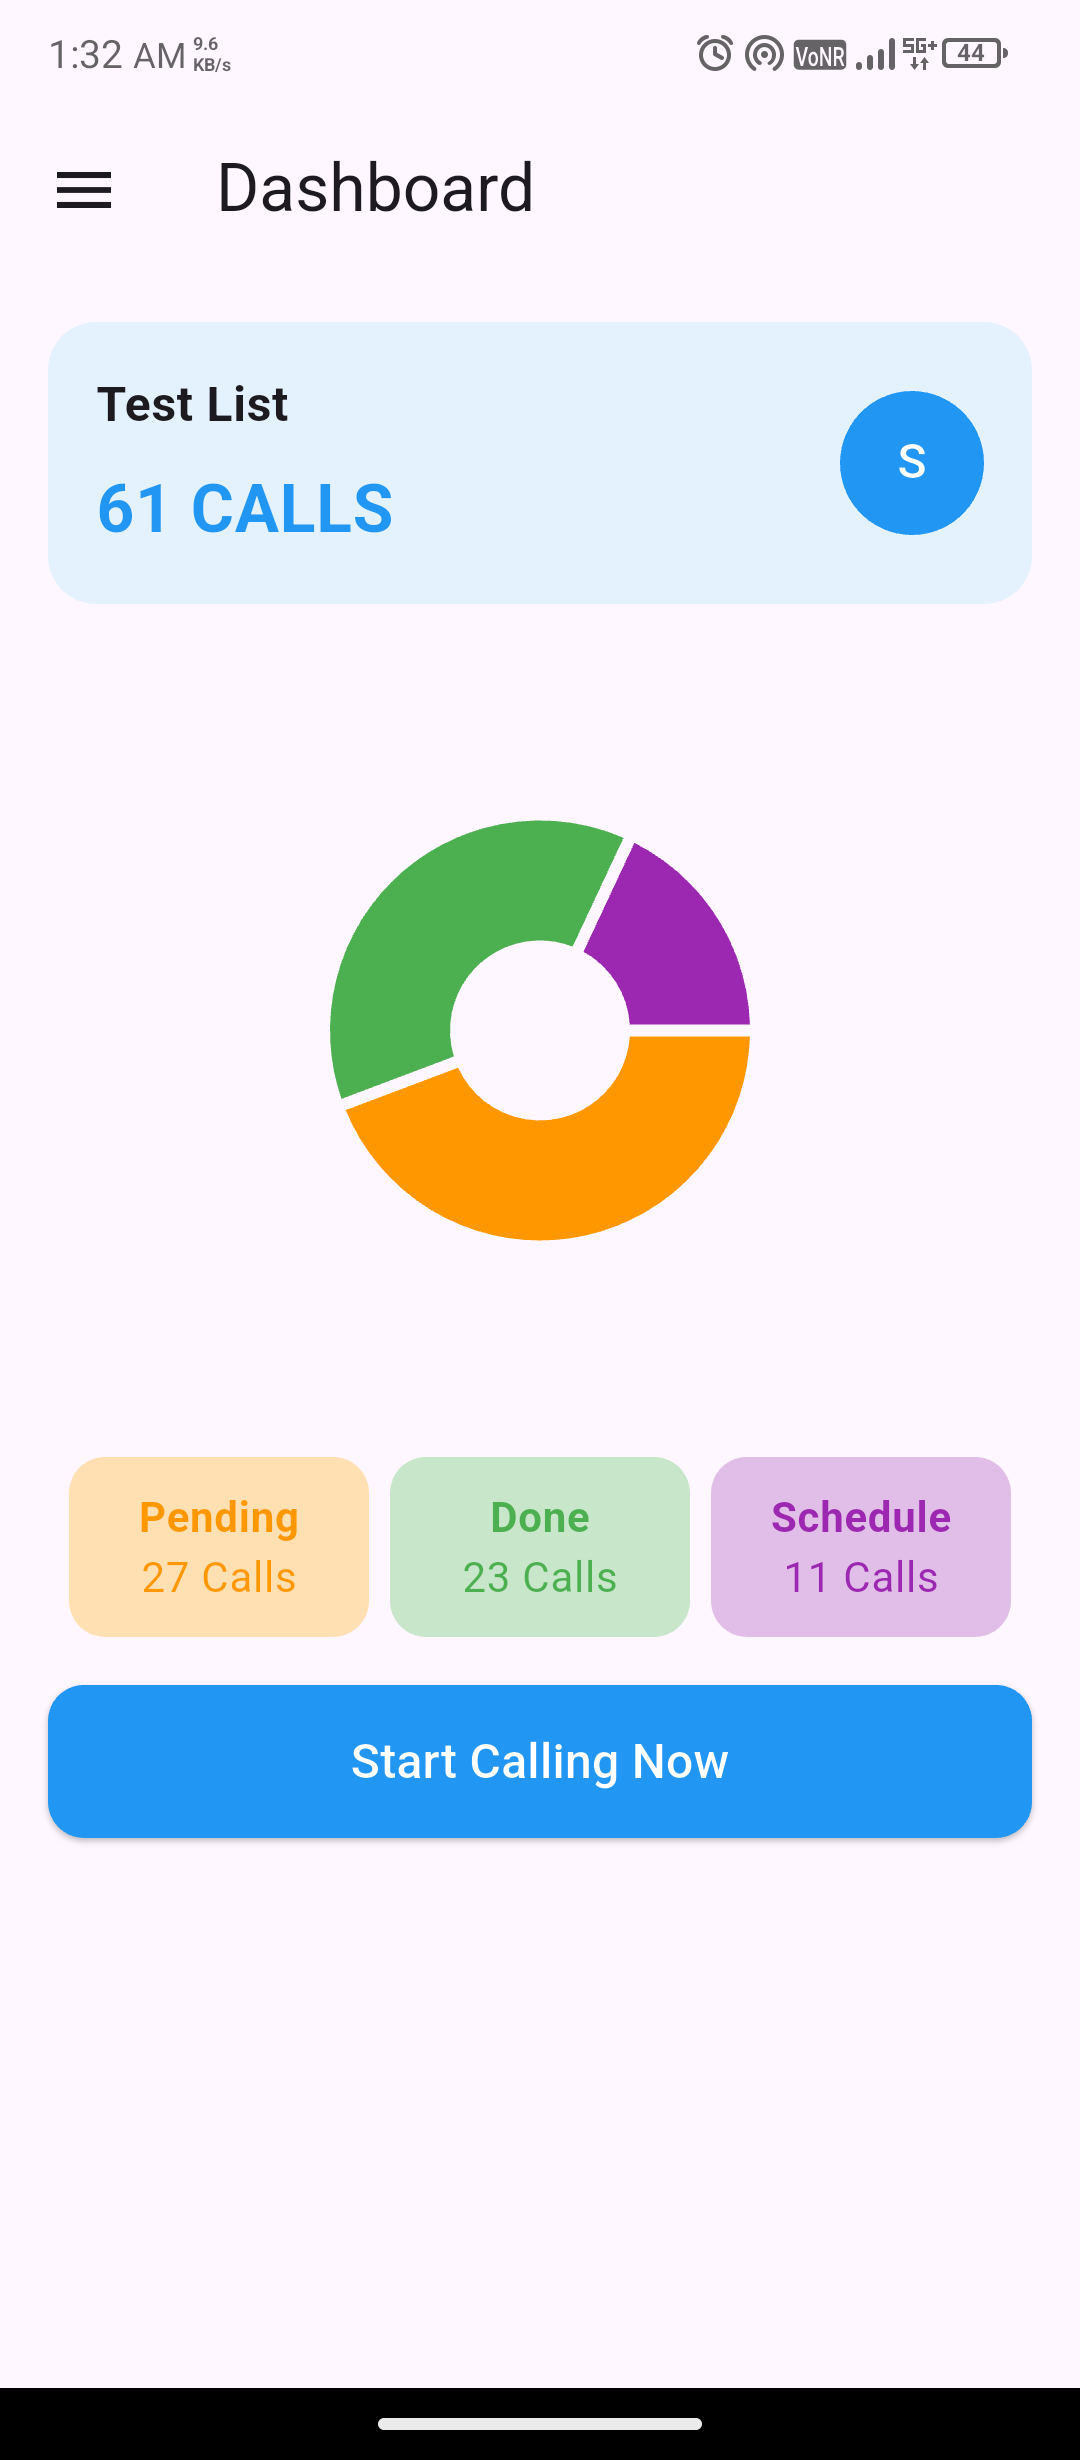 1:32 AM 9.6 KB/s VoNR 5G+ 44
Dashboard
Test List
61 CALLS
S
Pending Done Schedule
27 Calls 23 Calls 11 Calls
Start Calling Now